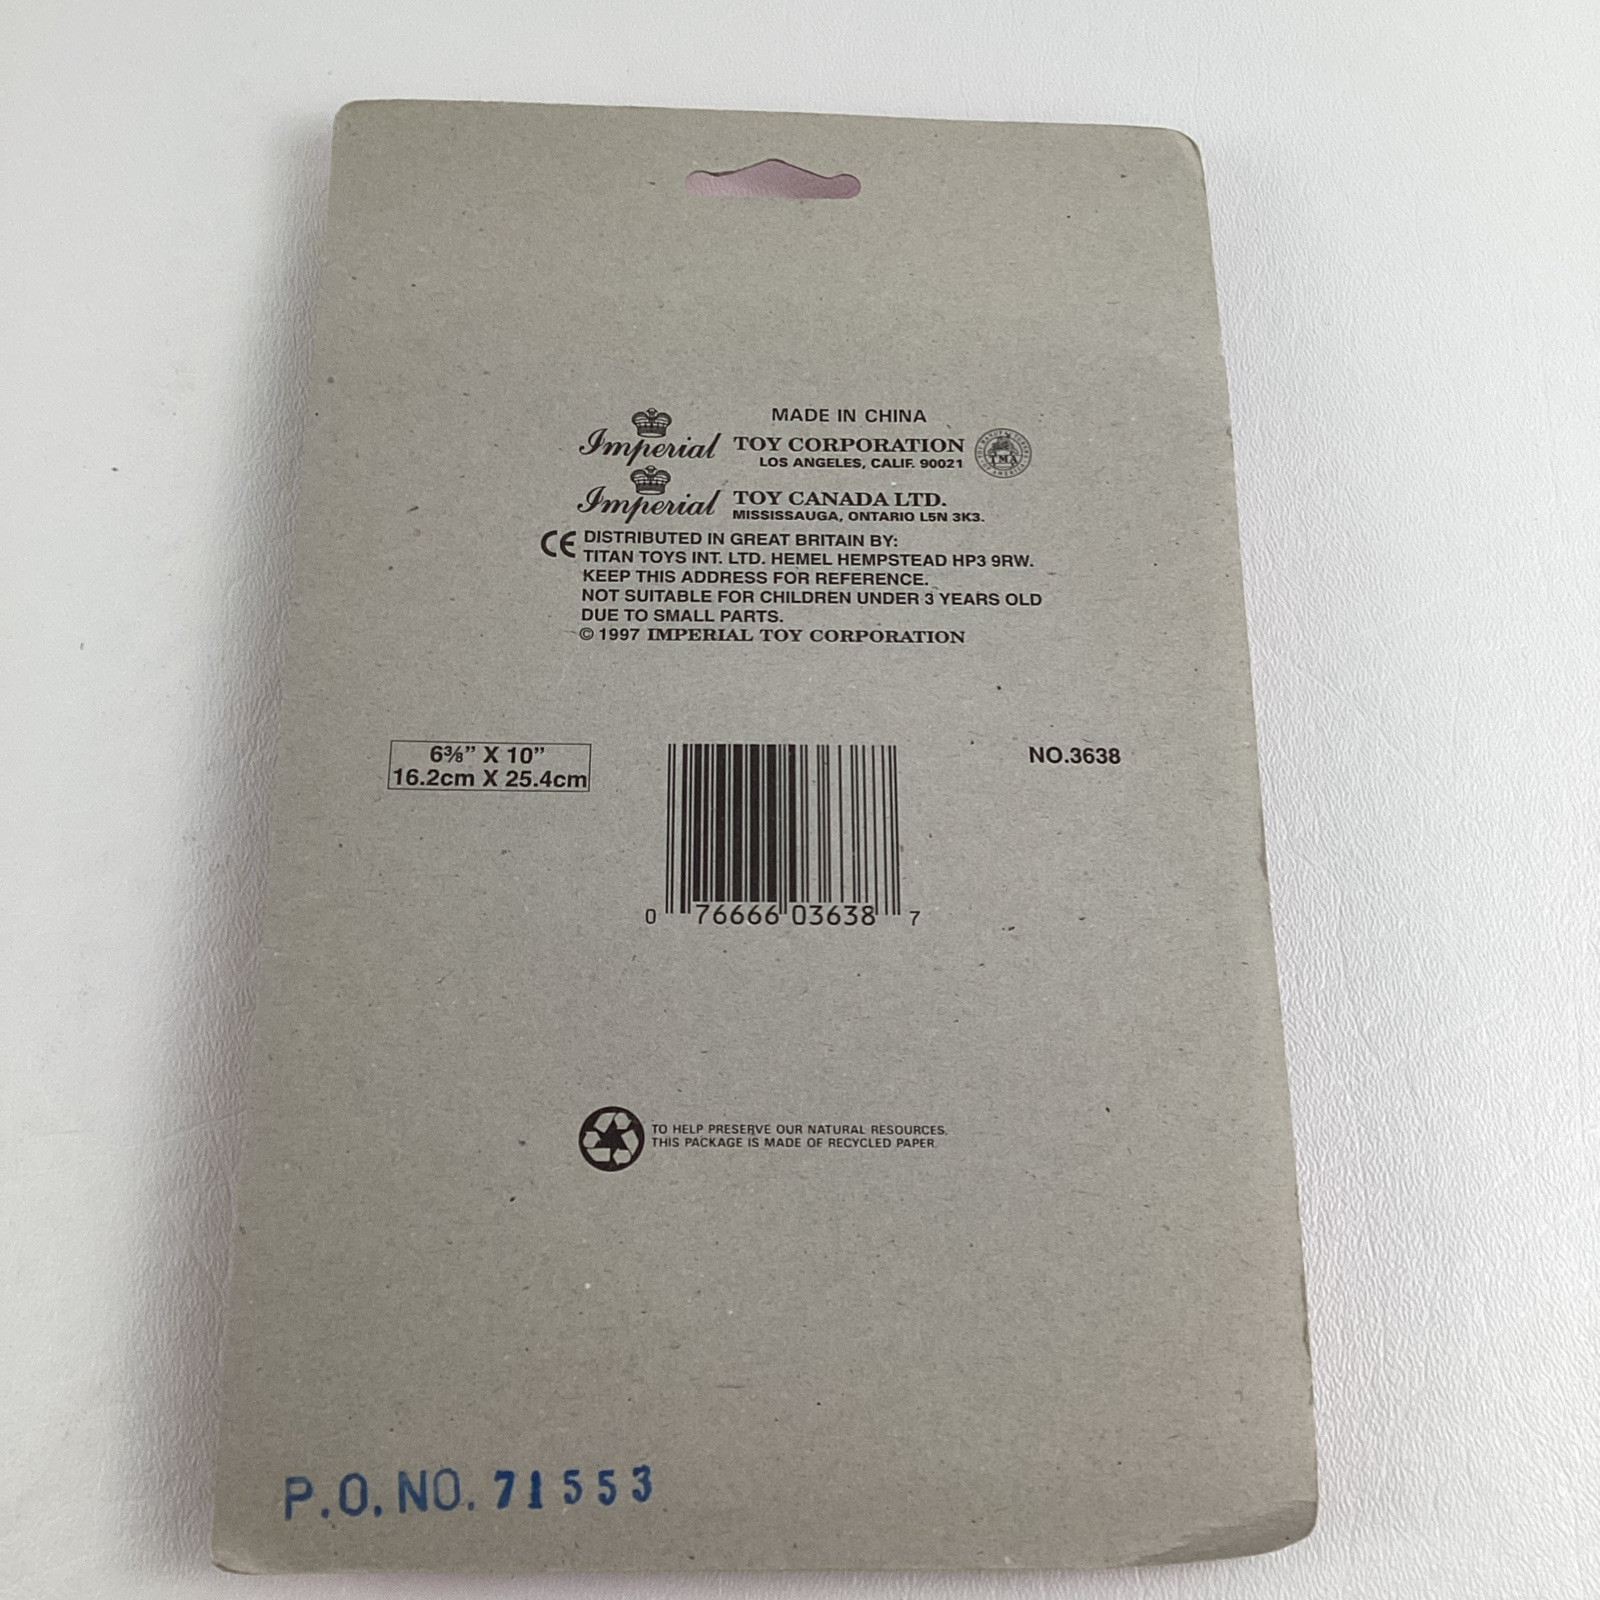 MADE IN CHINA
Imperial TOY CORPORATION
LOS ANGELES, CALIF. 90021
TMA
Imperial TOY CANADA LTD.
MISSISSAUGA, ONTARIO L5N 3K3.
CE DISTRIBUTED IN GREAT BRITAIN BY:
TITAN TOYS INT. LTD. HEMEL HEMPSTEAD HP3 9RW.
KEEP THIS ADDRESS FOR REFERENCE.
NOT SUITABLE FOR CHILDREN UNDER 3 YEARS OLD
DUE TO SMALL PARTS.
© 1997 IMPERIAL TOY CORPORATION
6⅜” X 10”
16.2cm X 25.4cm
NO.3638
0 76666 03638 7
TO HELP PRESERVE OUR NATURAL RESOURCES.
THIS PACKAGE IS MADE OF RECYCLED PAPER.
P.O. NO. 71553